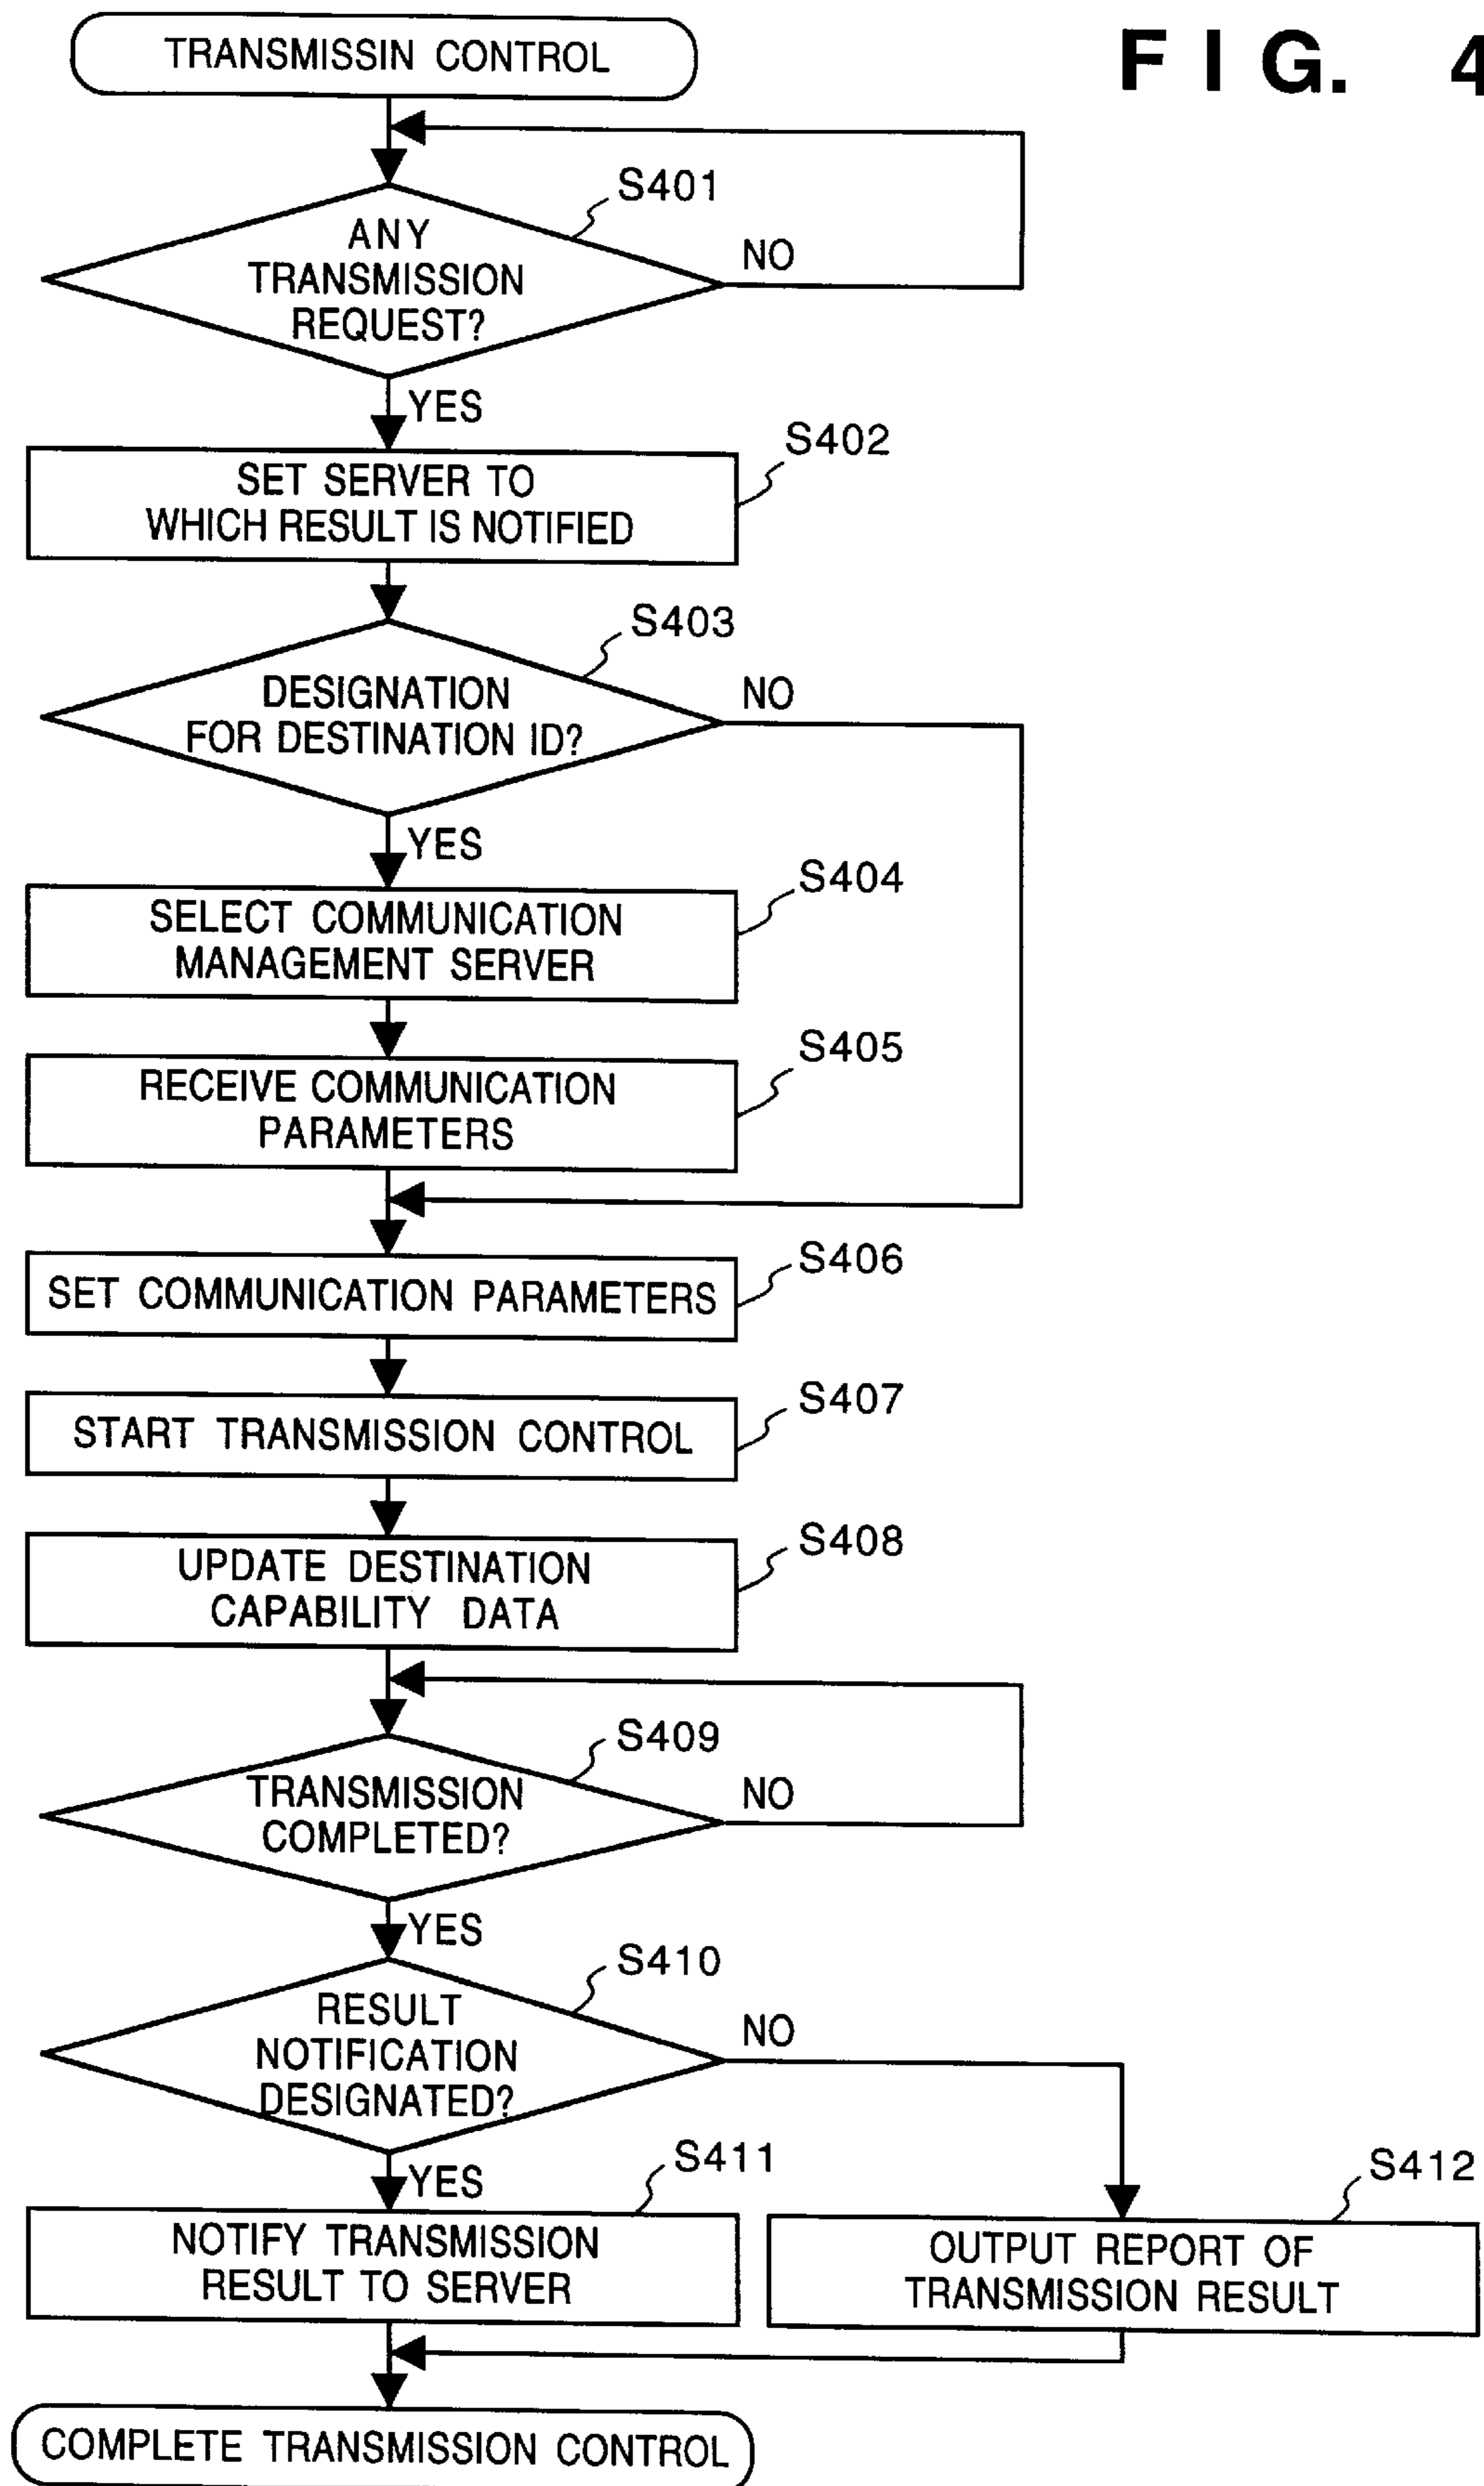 FIG. 4
TRANSMISSIN CONTROL
S401
ANY
TRANSMISSION
REQUEST?
NO
YES
S402
SET SERVER TO
WHICH RESULT IS NOTIFIED
S403
DESIGNATION
FOR DESTINATION ID?
NO
YES
S404
SELECT COMMUNICATION
MANAGEMENT SERVER
S405
RECEIVE COMMUNICATION
PARAMETERS
S406
SET COMMUNICATION PARAMETERS
S407
START TRANSMISSION CONTROL
S408
UPDATE DESTINATION
CAPABILITY DATA
S409
TRANSMISSION
COMPLETED?
NO
YES
S410
RESULT
NOTIFICATION
DESIGNATED?
NO
YES
S411
NOTIFY TRANSMISSION
RESULT TO SERVER
S412
OUTPUT REPORT OF
TRANSMISSION RESULT
COMPLETE TRANSMISSION CONTROL